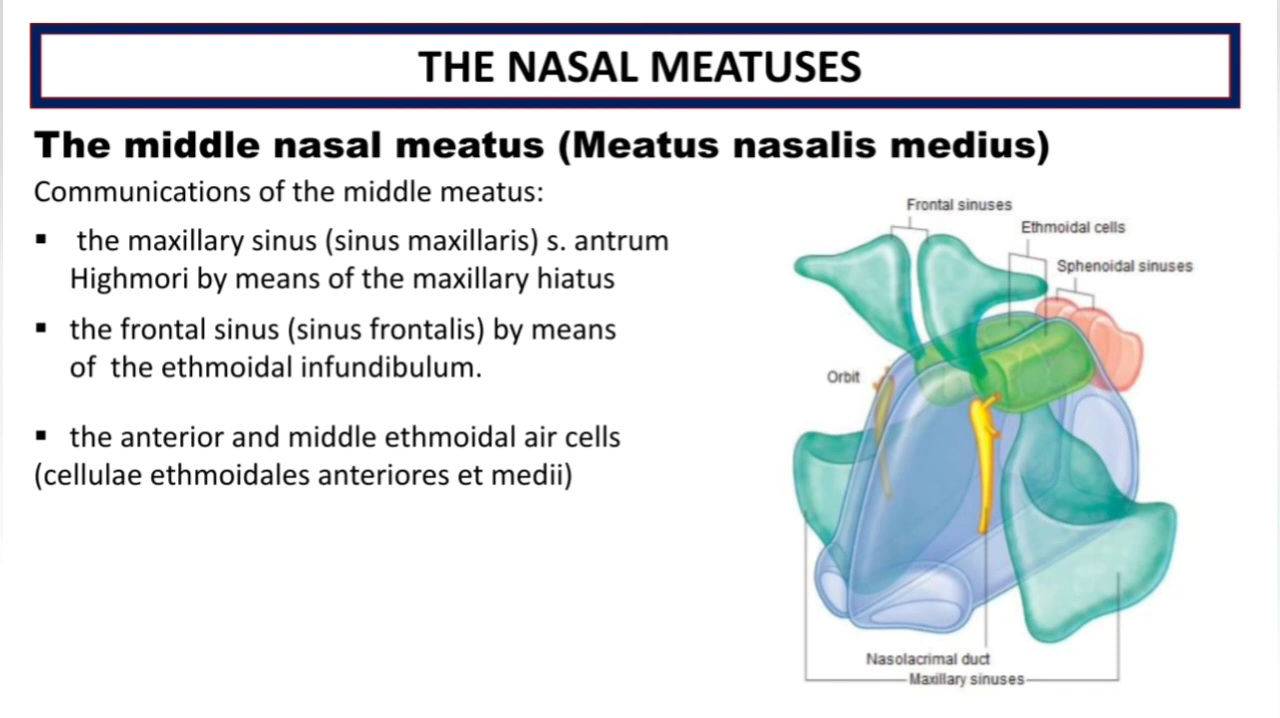 THE NASAL MEATUSES
The middle nasal meatus (Meatus nasalis medius)
Communications of the middle meatus:
▪ the maxillary sinus (sinus maxillaris) s. antrum
Highmori by means of the maxillary hiatus
▪ the frontal sinus (sinus frontalis) by means
of the ethmoidal infundibulum.
▪ the anterior and middle ethmoidal air cells
(cellulae ethmoidales anteriores et medii)
Frontal sinuses
Ethmoidal cells
Sphenoidal sinuses
Orbit
Nasolacrimal duct
Maxillary sinuses